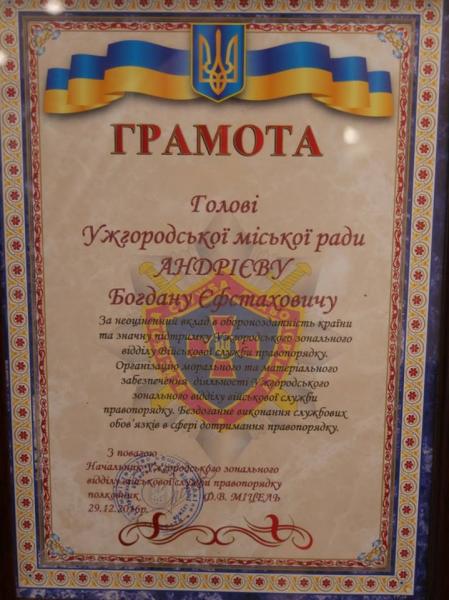 ГРАМОТА
Голові
Ужгородської міської ради
АНДРІЄВУ
Богдану Єфстаховичу
За неоціненний вклад в обороноздатність країни
та значну підтримку Ужгородського зонального
відділу Військової служби правопорядку.
Організацію морального та матеріального
забезпечення діяльності Ужгородського
зонального відділу військової служби
правопорядку. Бездоганне виконання службових
обов'язків в сфері дотримання правопорядку.
З повагою
Начальник Ужгородського зонального
відділу військової служби правопорядку
полковник Ф.В. МІЦЕЛЬ
29.12.2016р.